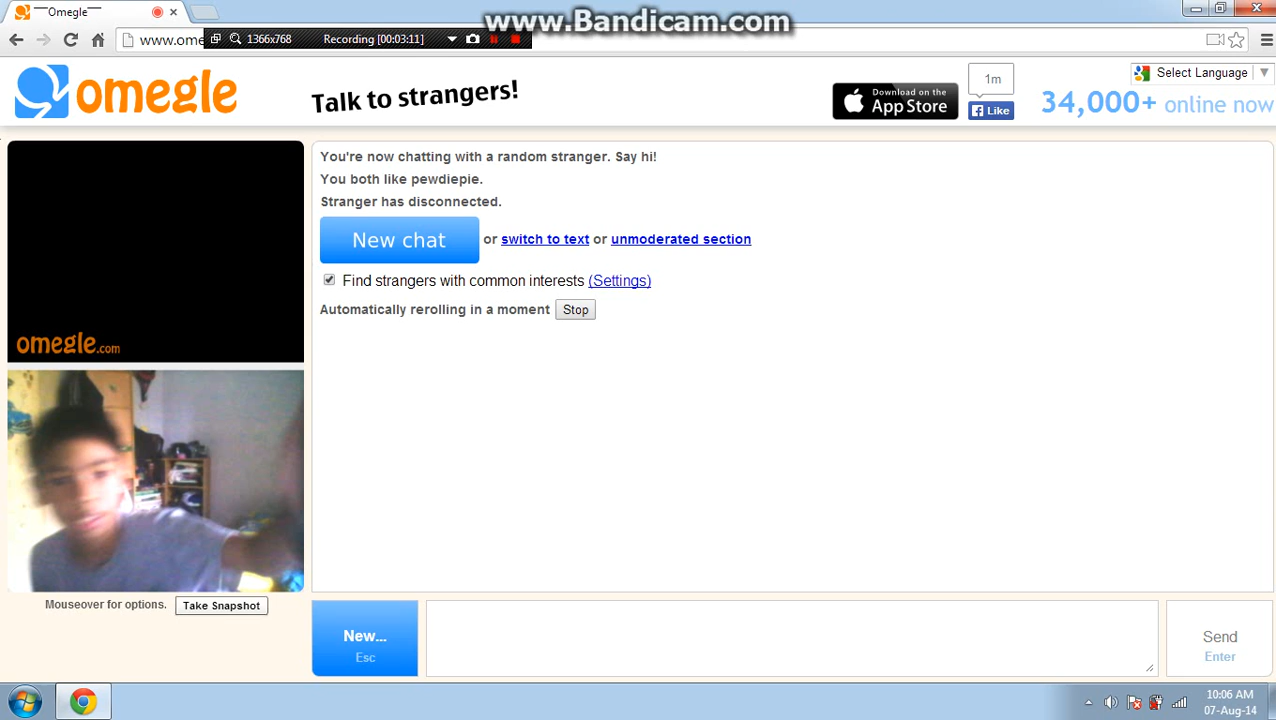 www.Bandicam.com
Omegle
www.ome
1366x768
Recording [00:03:11]
omegle
Talk to strangers!
Download on the
App Store
1m
Like
Select Language
34,000+ online now
You're now chatting with a random stranger. Say hi!
You both like pewdiepie.
Stranger has disconnected.
New chat or switch to text or unmoderated section
Find strangers with common interests (Settings)
Automatically rerolling in a moment Stop
omegle.com
Mouseover for options. Take Snapshot
New...
Esc
Send
Enter
10:06 AM
07-Aug-14